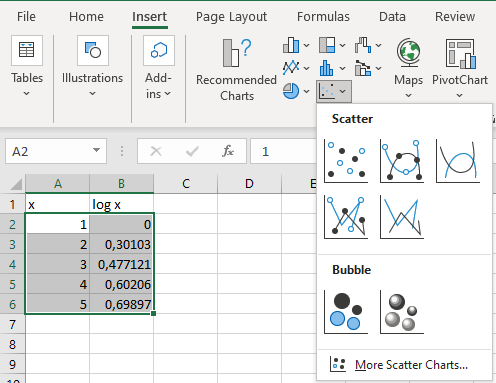 File Home Insert Page Layout Formulas Data Review
Tables Illustrations Add-ins Recommended Charts Maps PivotChart
Scatter
A2 fx 1
A B C D E
1 x log x
2 1 0
3 2 0,30103
4 3 0,477121
5 4 0,60206
6 5 0,69897
7
8
9
Bubble
More Scatter Charts...